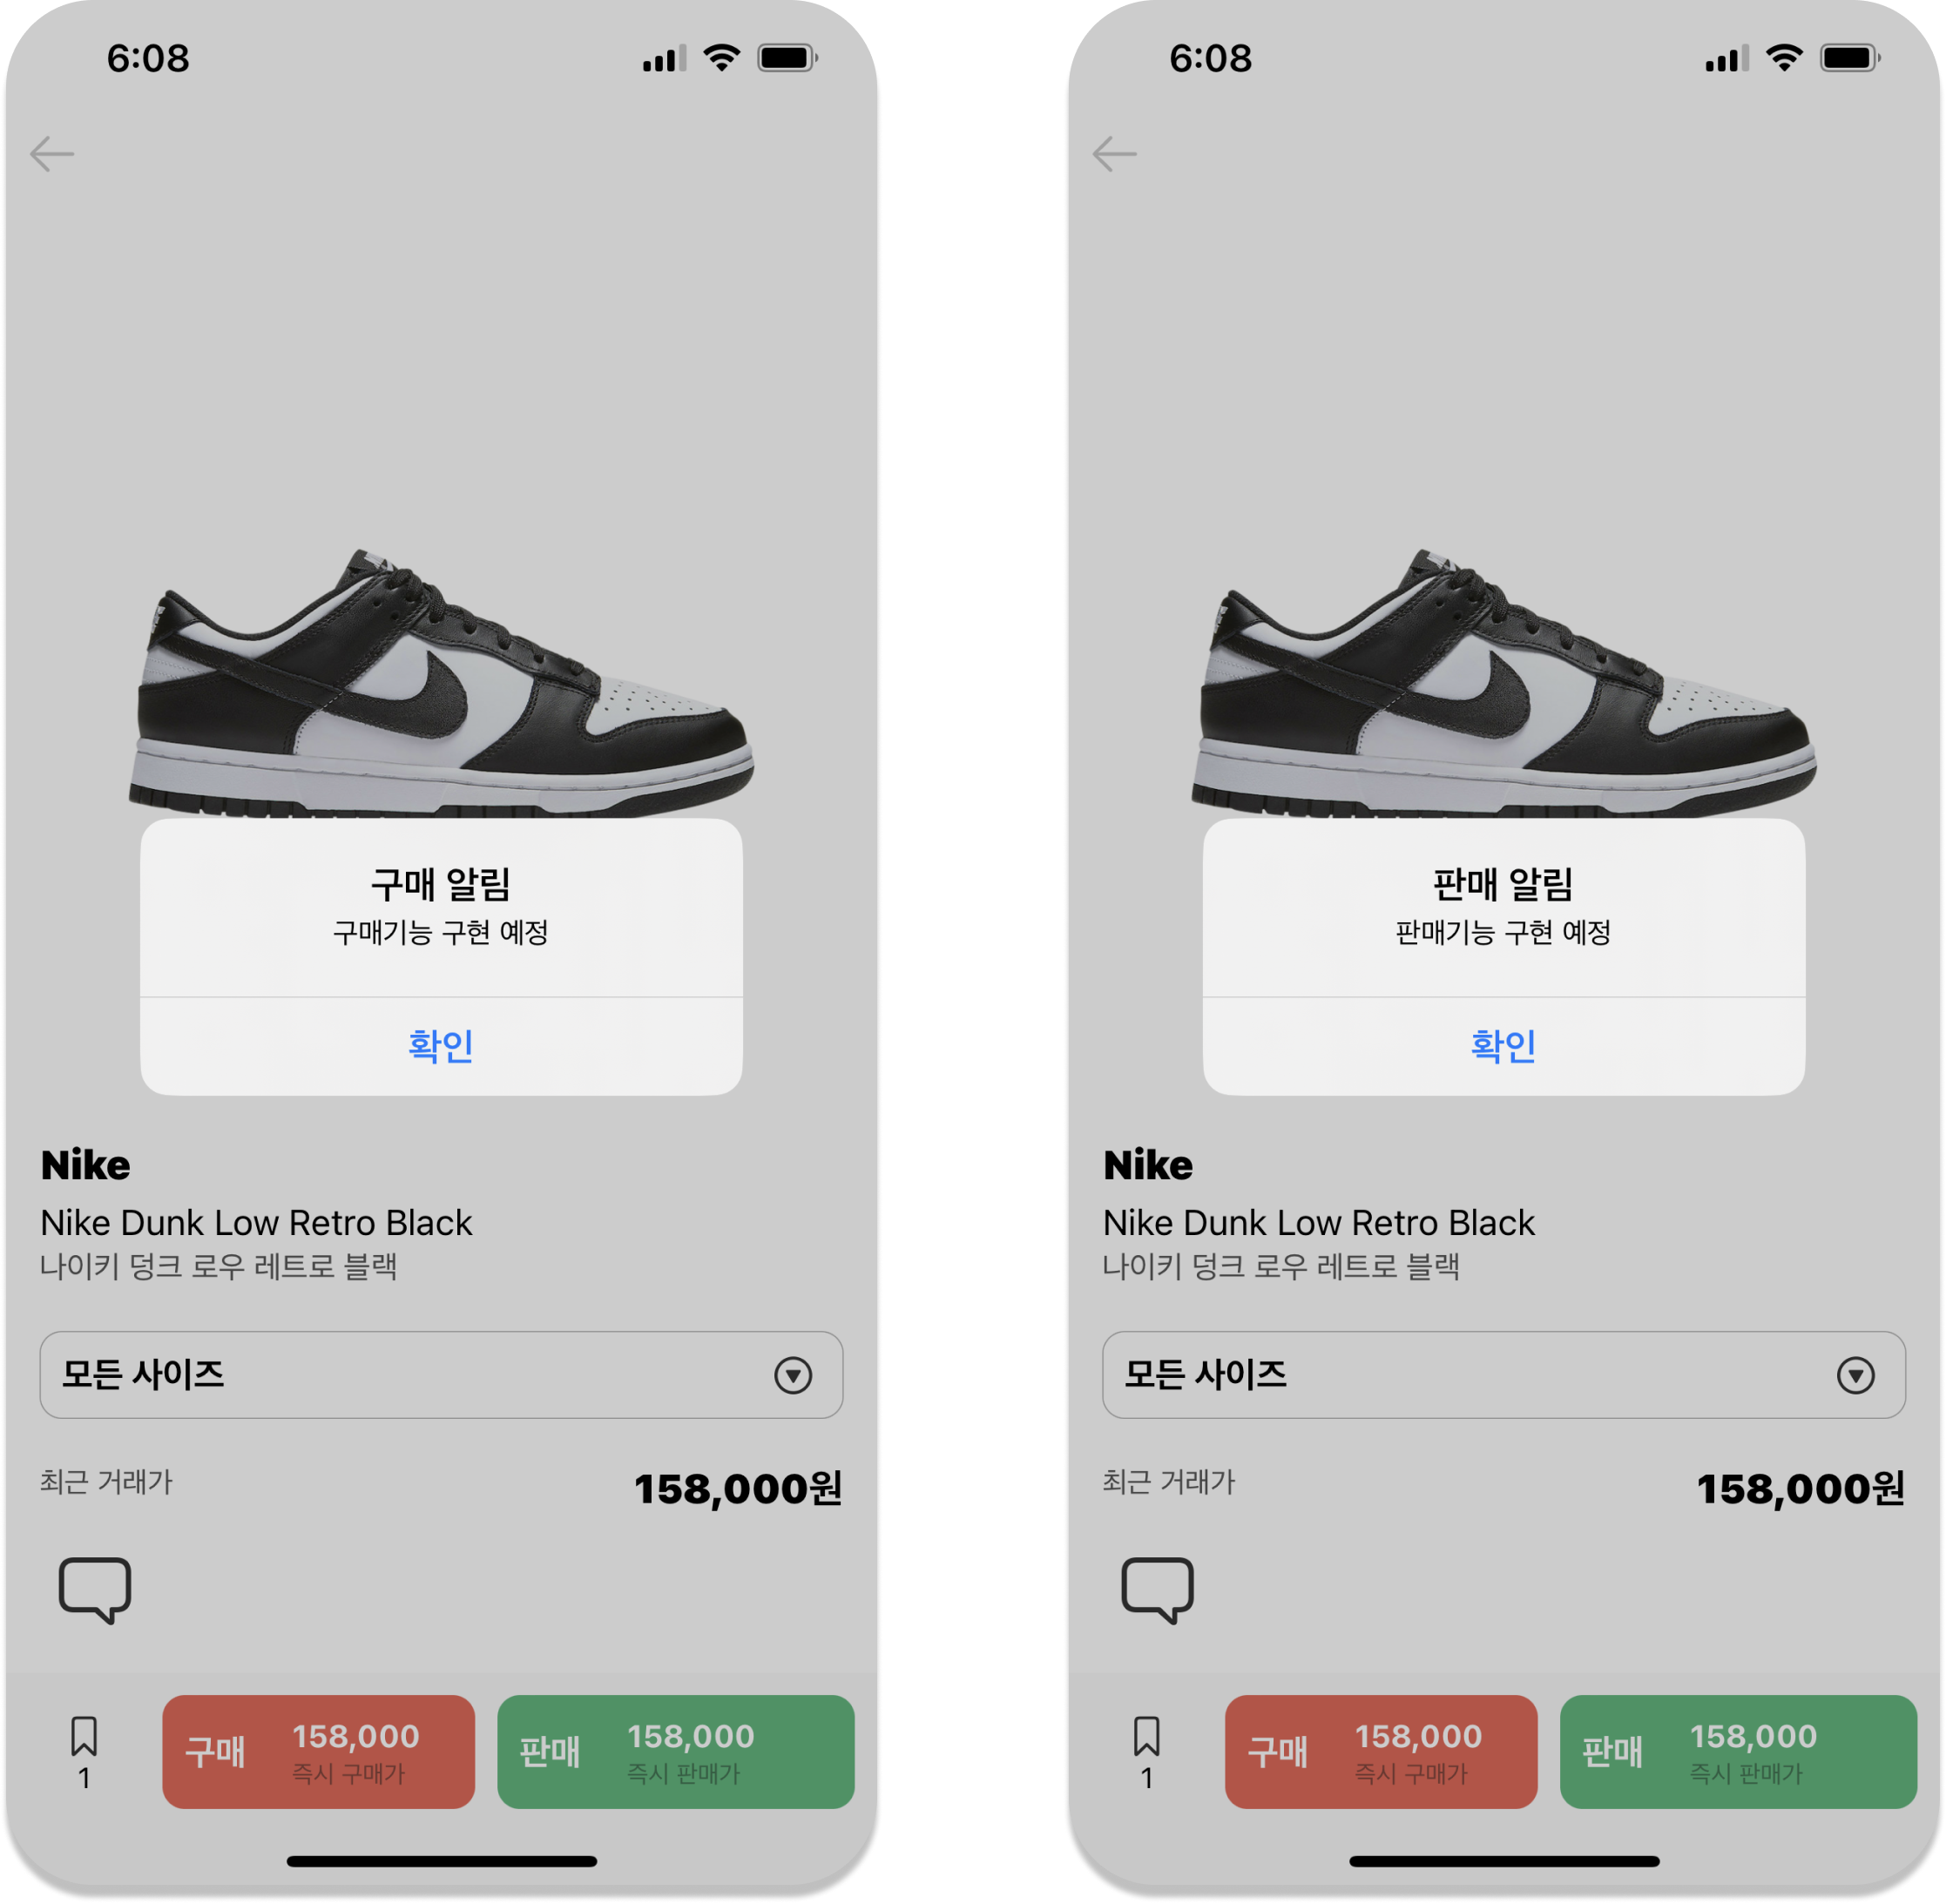 6:08
구매 알림
구매기능 구현 예정
확인
Nike
Nike Dunk Low Retro Black
나이키 덩크 로우 레트로 블랙
모든 사이즈
최근 거래가
158,000원
1
구매
158,000
즉시 구매가
판매
158,000
즉시 판매가
6:08
판매 알림
판매기능 구현 예정
확인
Nike
Nike Dunk Low Retro Black
나이키 덩크 로우 레트로 블랙
모든 사이즈
최근 거래가
158,000원
1
구매
158,000
즉시 구매가
판매
158,000
즉시 판매가